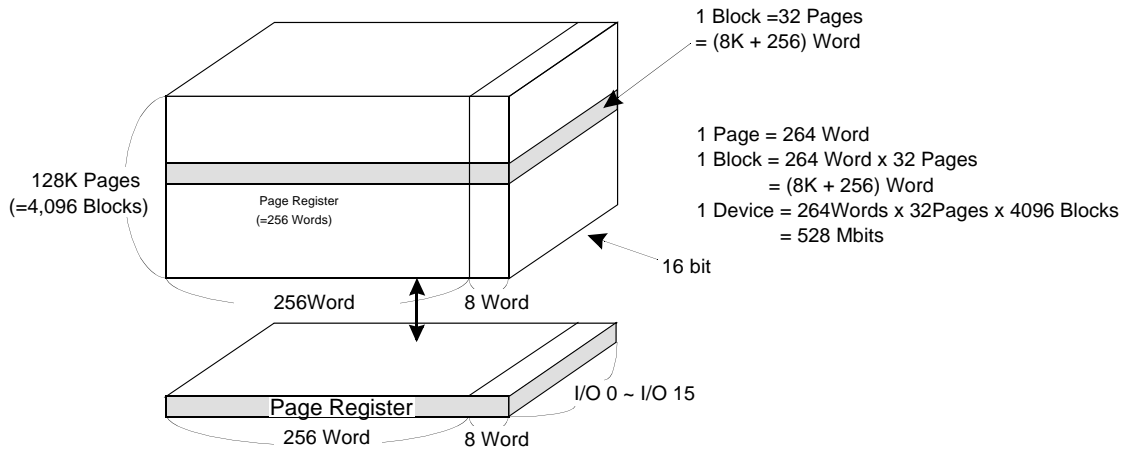 1 Block =32 Pages
= (8K + 256) Word
1 Page = 264 Word
1 Block = 264 Word x 32 Pages
= (8K + 256) Word
1 Device = 264Words x 32Pages x 4096 Blocks
= 528 Mbits
128K Pages
(=4,096 Blocks)
Page Register
(=256 Words)
16 bit
256Word
8 Word
I/O 0 ~ I/O 15
Page Register
256 Word
8 Word